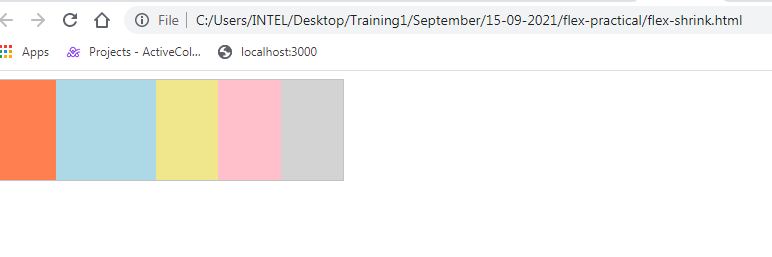 File | C:/Users/INTEL/Desktop/Training1/September/15-09-2021/flex-practical/flex-shrink.html
Apps Projects - ActiveCol... localhost:3000